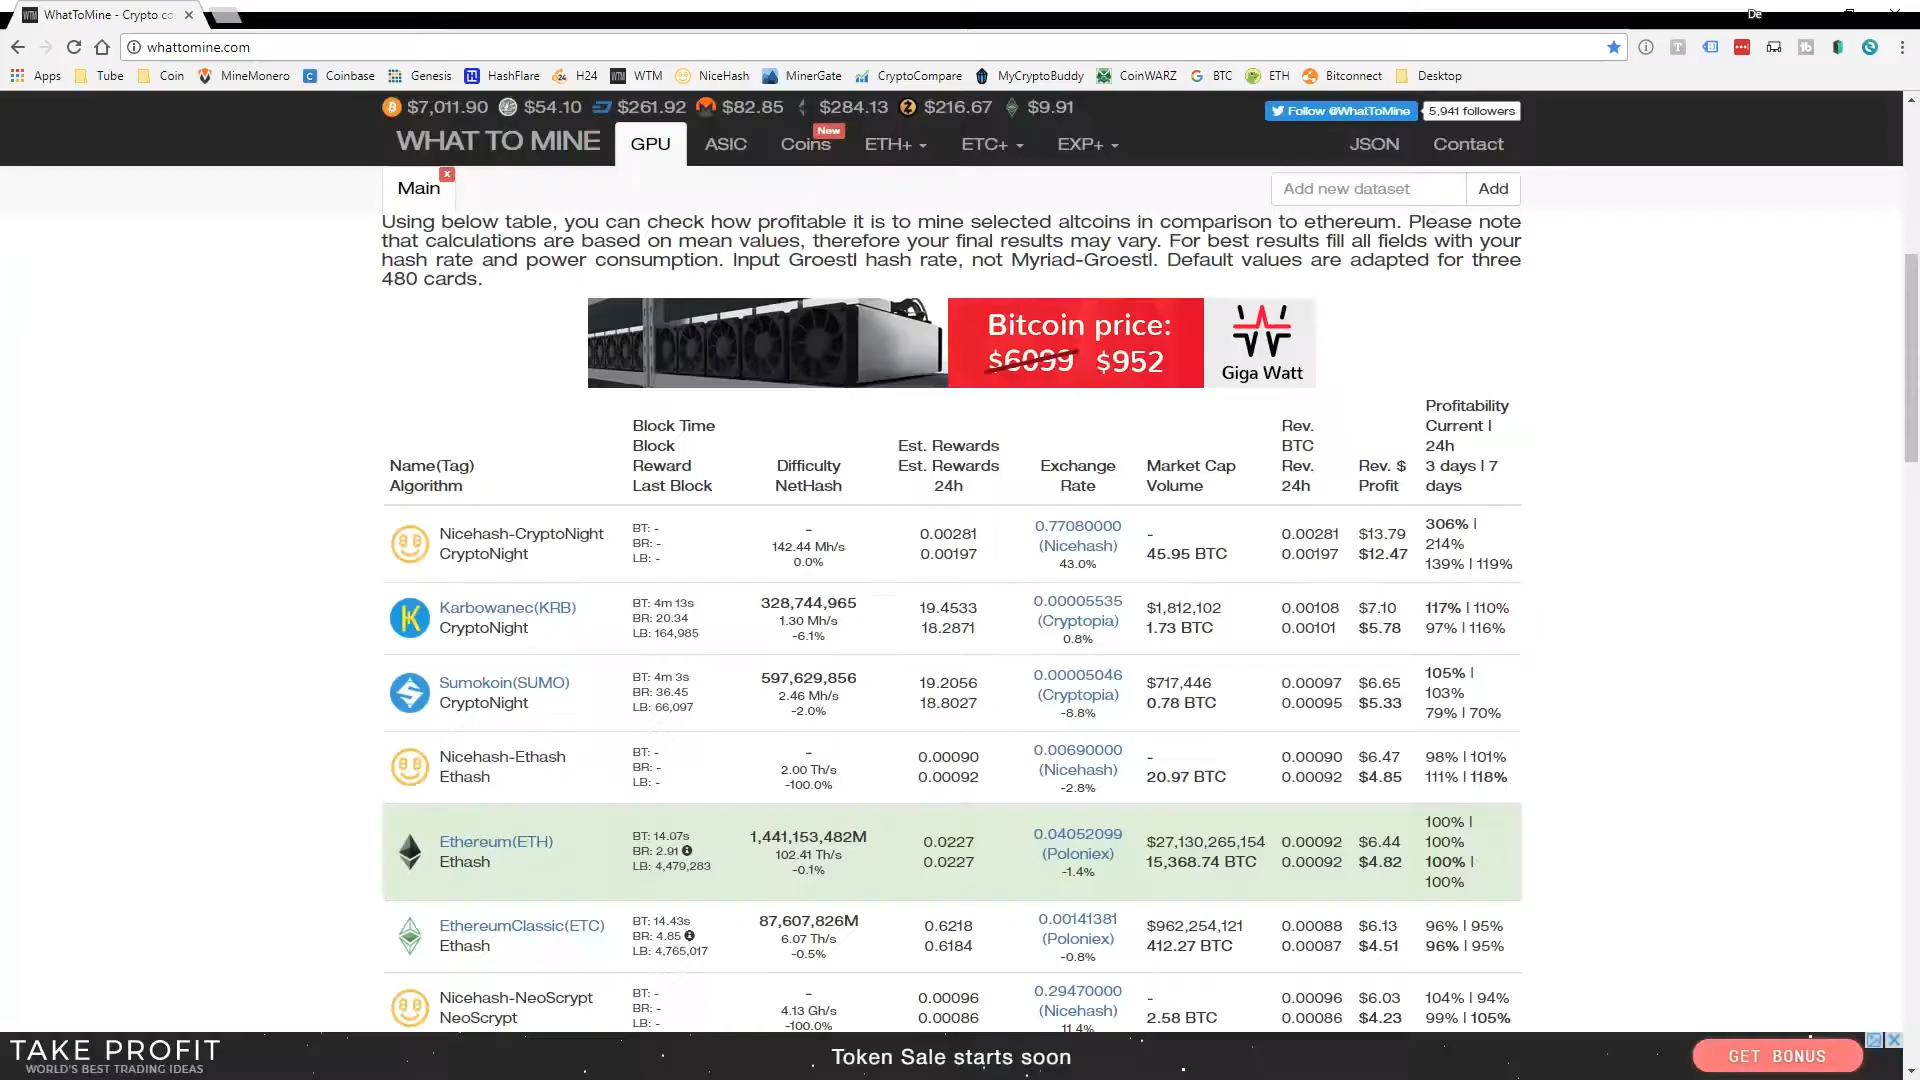 WhatToMine - Crypto co
De
whattomine.com
Apps Tube Coin MineMonero Coinbase Genesis HashFlare H24 WTM NiceHash MinerGate CryptoCompare MyCryptoBuddy CoinWARZ BTC ETH Bitconnect Desktop
$7,011.90 $54.10 $261.92 $82.85 $284.13 $216.67 $9.91
Follow @WhatToMine 5,941 followers
WHAT TO MINE GPU ASIC Coins New ETH+ ETC+ EXP+ JSON Contact
Main x
Add new dataset Add
Using below table, you can check how profitable it is to mine selected altcoins in comparison to ethereum. Please note
that calculations are based on mean values, therefore your final results may vary. For best results fill all fields with your
hash rate and power consumption. Input Groestl hash rate, not Myriad-Groestl. Default values are adapted for three
480 cards.
Bitcoin price:
$6099 $952
Giga Watt
Name(Tag)
Algorithm
Block Time
Block
Reward
Last Block
Difficulty
NetHash
Est. Rewards
Est. Rewards
24h
Exchange
Rate
Market Cap
Volume
Rev.
BTC
Rev.
24h
Rev. $
Profit
Profitability
Current |
24h
3 days | 7
days
Nicehash-CryptoNight
CryptoNight
BT: -
BR: -
LB: -
-
142.44 Mh/s
0.0%
0.00281
0.00197
0.77080000
(Nicehash)
43.0%
-
45.95 BTC
0.00281
0.00197
$13.79
$12.47
306% |
214%
139% | 119%
Karbowanec(KRB)
CryptoNight
BT: 4m 13s
BR: 20.34
LB: 164,985
328,744,965
1.30 Mh/s
-6.1%
19.4533
18.2871
0.00005535
(Cryptopia)
0.8%
$1,812,102
1.73 BTC
0.00108
0.00101
$7.10
$5.78
117% | 110%
97% | 116%
Sumokoin(SUMO)
CryptoNight
BT: 4m 3s
BR: 36.45
LB: 66,097
597,629,856
2.46 Mh/s
-2.0%
19.2056
18.8027
0.00005046
(Cryptopia)
-8.8%
$717,446
0.78 BTC
0.00097
0.00095
$6.65
$5.33
105% |
103%
79% | 70%
Nicehash-Ethash
Ethash
BT: -
BR: -
LB: -
-
2.00 Th/s
-100.0%
0.00090
0.00092
0.00690000
(Nicehash)
-2.8%
-
20.97 BTC
0.00090
0.00092
$6.47
$4.85
98% | 101%
111% | 118%
Ethereum(ETH)
Ethash
BT: 14.07s
BR: 2.91
LB: 4,479,283
1,441,153,482M
102.41 Th/s
-0.1%
0.0227
0.0227
0.04052099
(Poloniex)
-1.4%
$27,130,265,154
15,368.74 BTC
0.00092
0.00092
$6.44
$4.82
100% |
100%
100% |
100%
EthereumClassic(ETC)
Ethash
BT: 14.43s
BR: 4.85
LB: 4,765,017
87,607,826M
6.07 Th/s
-0.5%
0.6218
0.6184
0.00141381
(Poloniex)
-0.8%
$962,254,121
412.27 BTC
0.00088
0.00087
$6.13
$4.51
96% | 95%
96% | 95%
Nicehash-NeoScrypt
NeoScrypt
BT: -
BR: -
LB: -
-
4.13 Gh/s
-100.0%
0.00096
0.00086
0.29470000
(Nicehash)
11.4%
-
2.58 BTC
0.00096
0.00086
$6.03
$4.23
104% | 94%
99% | 105%
TAKE PROFIT
WORLD'S BEST TRADING IDEAS
Token Sale starts soon
GET BONUS